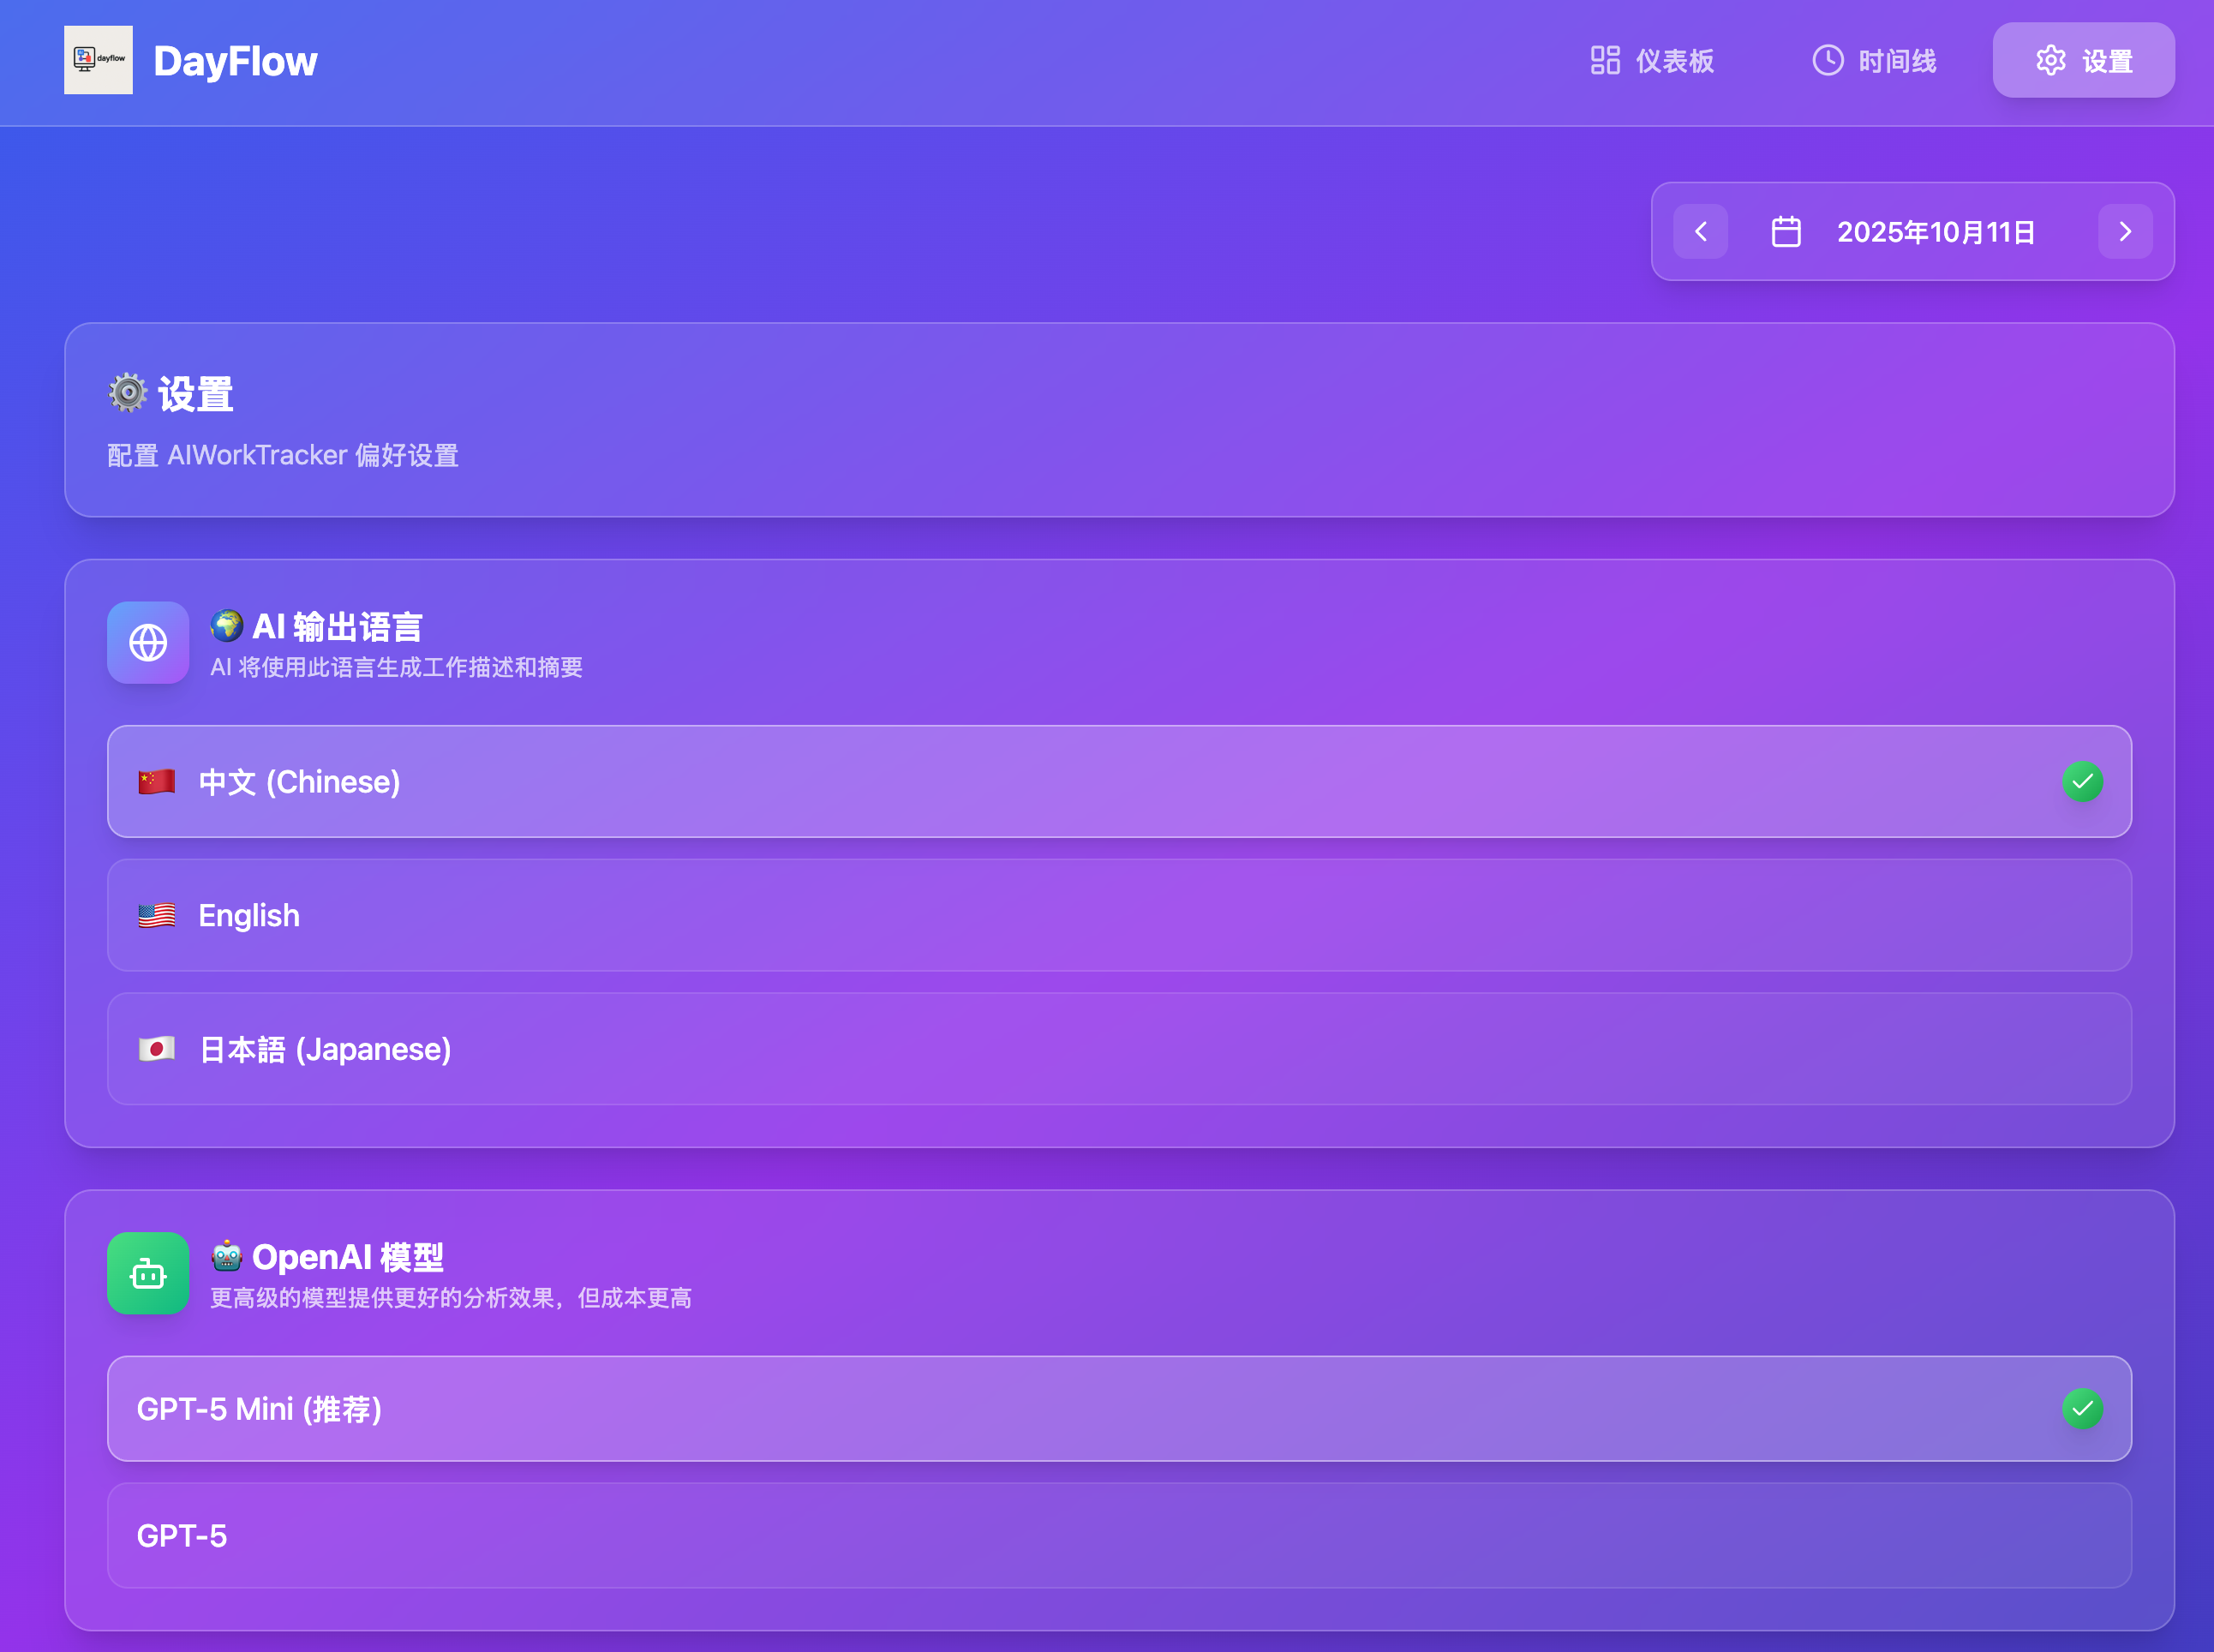 dayflow
DayFlow
仪表板
时间线
设置
2025年10月11日
设置
配置 AIWorkTracker 偏好设置
AI 输出语言
AI 将使用此语言生成工作描述和摘要
中文 (Chinese)
English
日本語 (Japanese)
OpenAI 模型
更高级的模型提供更好的分析效果，但成本更高
GPT-5 Mini (推荐)
GPT-5